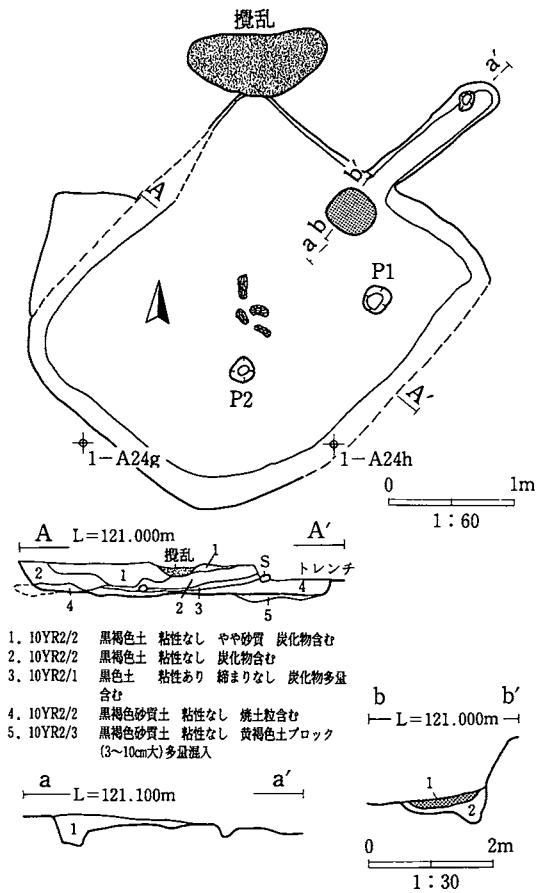 攪乱
a′
A
b′
b
a
P1
P2
A′
1－A24g
1－A24h
0 1m
1：60
A L=121.000m A′
攪乱 1 S トレンチ
2 1 4
4 2 3 5
1. 10YR2/2 黒褐色土 粘性なし やや砂質 炭化物含む
2. 10YR2/2 黒褐色土 粘性なし 炭化物含む
3. 10YR2/1 黒色土 粘性あり 締まりなし 炭化物多量
含む
4. 10YR2/2 黒褐色砂質土 粘性なし 焼土粒含む
5. 10YR2/3 黒褐色砂質土 粘性なし 黄褐色土ブロック
(3～10cm大)多量混入
b b′
L=121.000m
1
2
a L=121.100m a′
1
0 2m
1：30